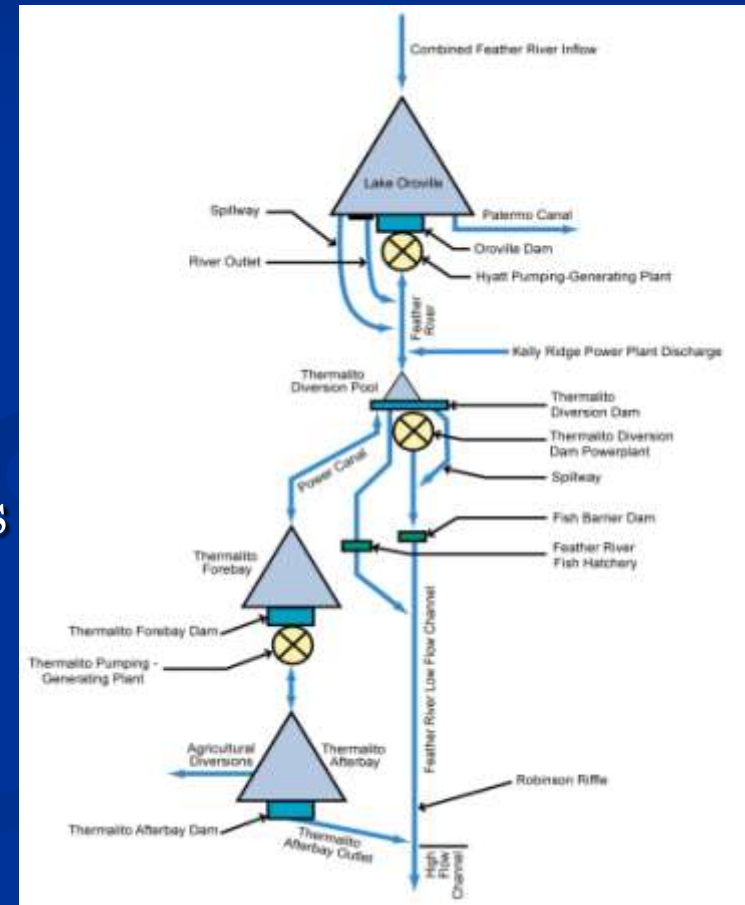 Combined Feather River Inflow
Lake Oroville
Spillway
Palermo Canal
Oroville Dam
River Outlet
Hyatt Pumping-Generating Plant
Feather
River
Kelly Ridge Power Plant Discharge
Thermalito
Diversion Pool
Thermalito
Diversion Dam
Thermalito Diversion
Dam Powerplant
Power Canal
Spillway
Fish Barrier Dam
Thermalito
Forebay
Feather River
Fish Hatchery
Thermalito Forebay Dam
Feather River Low Flow Channel
Thermalito Pumping -
Generating Plant
Agricultural
Diversions
Thermalito
Afterbay
Robinson Riffle
Thermalito Afterbay Dam
Thermalito
Afterbay Outlet
High
Flow
Channel